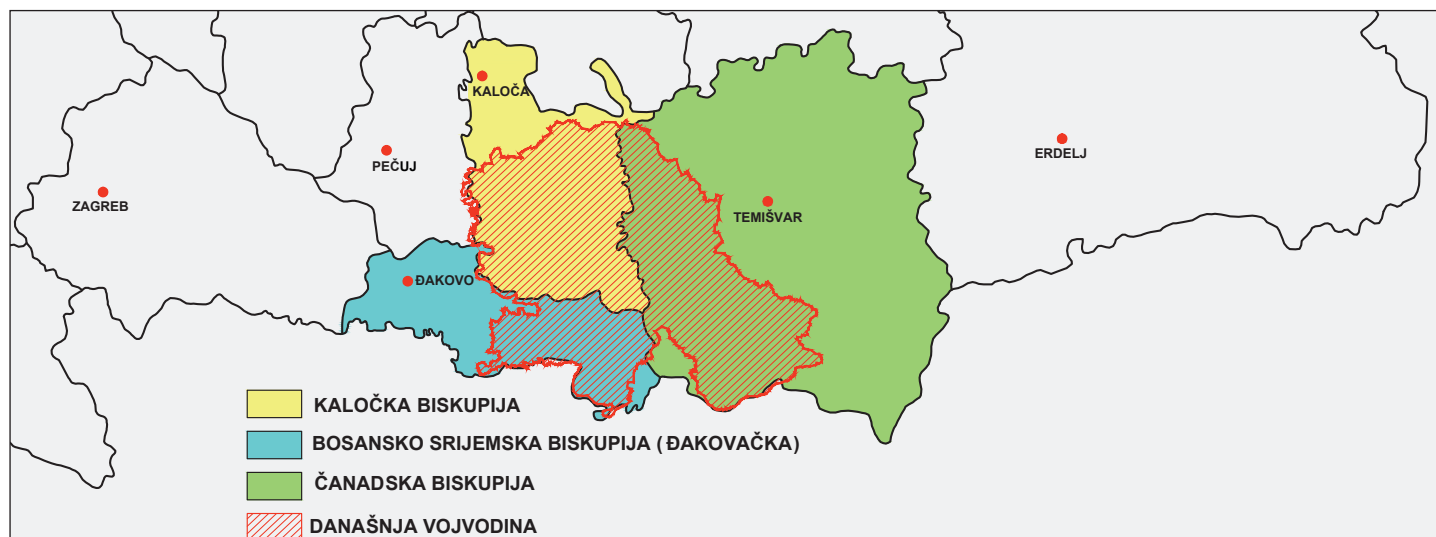 KALOČA
PEČUJ
ERDELJ
ZAGREB
TEMIŠVAR
ĐAKOVO
KALOČKA BISKUPIJA
BOSANSKO SRIJEMSKA BISKUPIJA ( ĐAKOVAČKA)
ČANADSKA BISKUPIJA
DANAŠNJA VOJVODINA